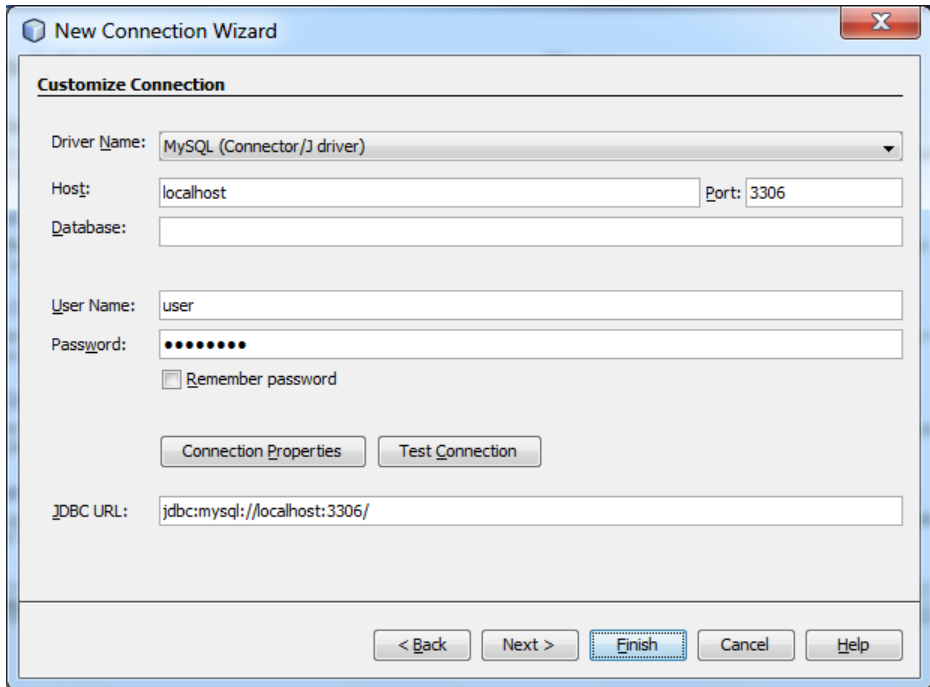 New Connection Wizard
Customize Connection
Driver Name: MySQL (Connector/J driver)
Host: localhost Port: 3306
Database:
User Name: user
Password: ••••••••
Remember password
Connection Properties Test Connection
JDBC URL: jdbc:mysql://localhost:3306/
< Back Next > Finish Cancel Help